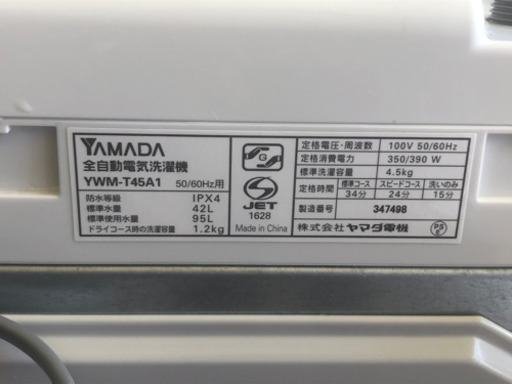 YAMADA
全自動電気洗濯機
YWM-T45A1 50/60Hz用
防水等級 IPX4
標準水量 42L
標準使用水量 95L
ドライコース時の洗濯容量 1.2kg
G
JET
1628
Made in China
定格電圧・周波数 100V 50/60Hz
定格消費電力 350/390 W
標準洗濯容量 4.5kg
定格時間 標準コース スピードコース 洗いのみ
34分 24分 15分
製造番号 347498
株式会社ヤマダ電機
PS
E